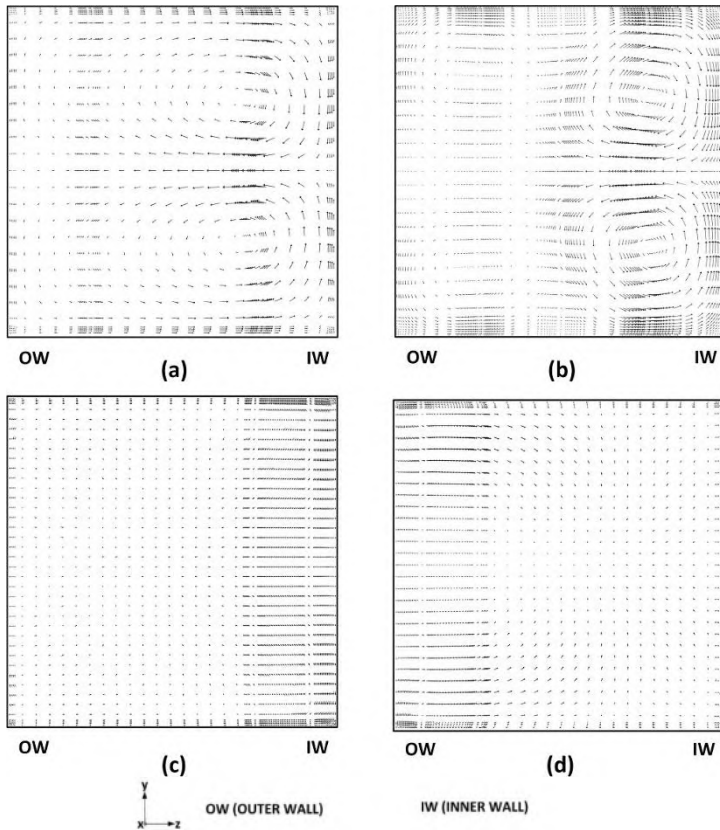 OW IW
(a)
OW IW
(b)
OW IW
(c)
OW IW
(d)
y
x z
OW (OUTER WALL) IW (INNER WALL)